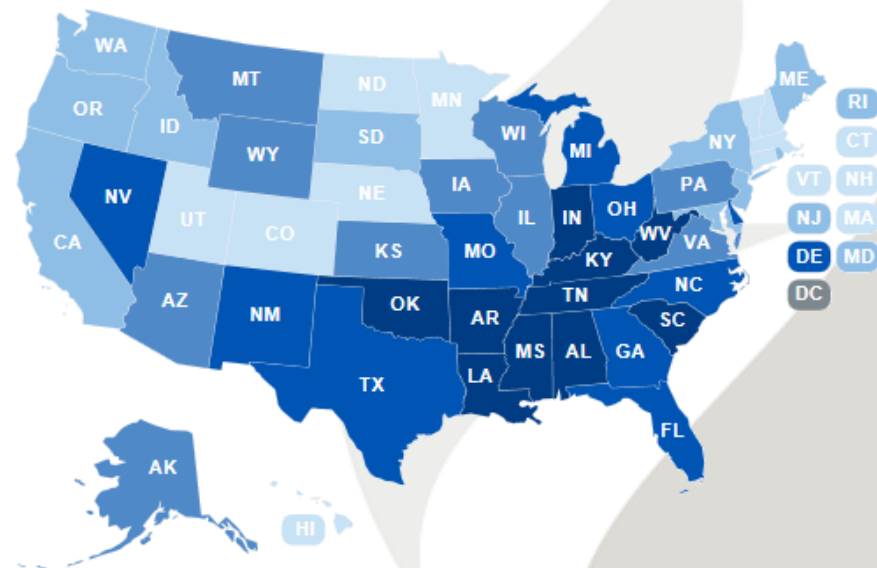 WA
MT
ND
MN
ME
OR
ID
SD
WI
NY
RI
WY
MI
CT
NV
NE
IA
PA
VT
NH
UT
CO
IL
IN
OH
NJ
MA
CA
KS
MO
WV
VA
KY
DE
MD
AZ
NM
OK
AR
TN
NC
DC
SC
TX
LA
MS
AL
GA
FL
AK
HI